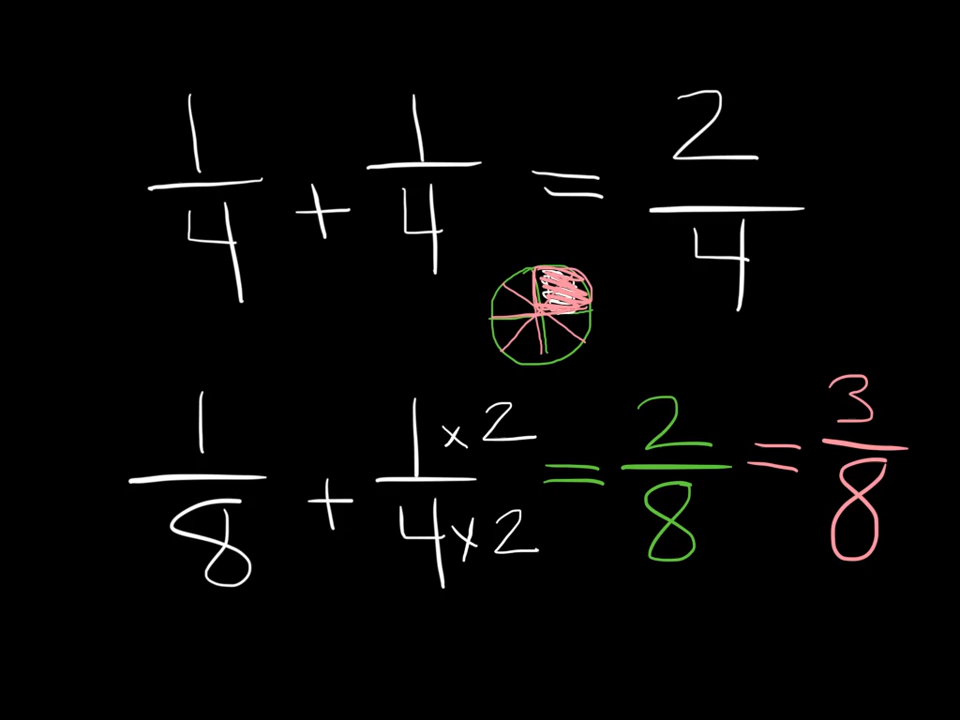 1/4 + 1/4 = 2/4
1/8 + 1×2/4×2 = 2/8 = 3/8